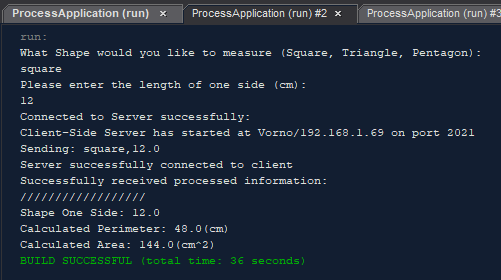 ProcessApplication (run) × ProcessApplication (run) #2 × ProcessApplication (run) #3
run:
What Shape would you like to measure (Square, Triangle, Pentagon):
square
Please enter the length of one side (cm):
12
Connected to Server successfully:
Client-Side Server has started at Vorno/192.168.1.69 on port 2021
Sending: square,12.0
Server successfully connected to client
Successfully received processed information:
//////////////////
Shape One Side: 12.0
Calculated Perimeter: 48.0(cm)
Calculated Area: 144.0(cm^2)
BUILD SUCCESSFUL (total time: 36 seconds)